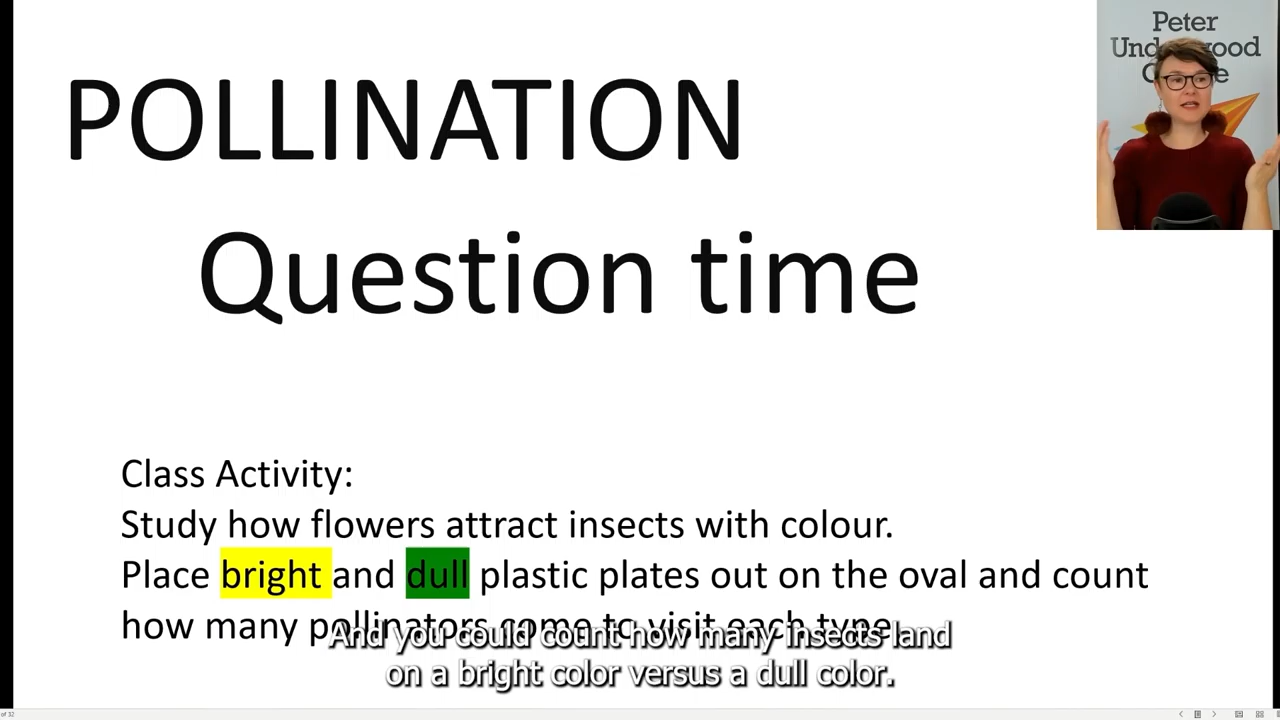 POLLINATION
Question time
Peter
Underwood
Class Activity:
Study how flowers attract insects with colour.
Place bright and dull plastic plates out on the oval and count
how many pollinators come to visit each type
And you could count how many insects land
on a bright color versus a dull color.
of 32